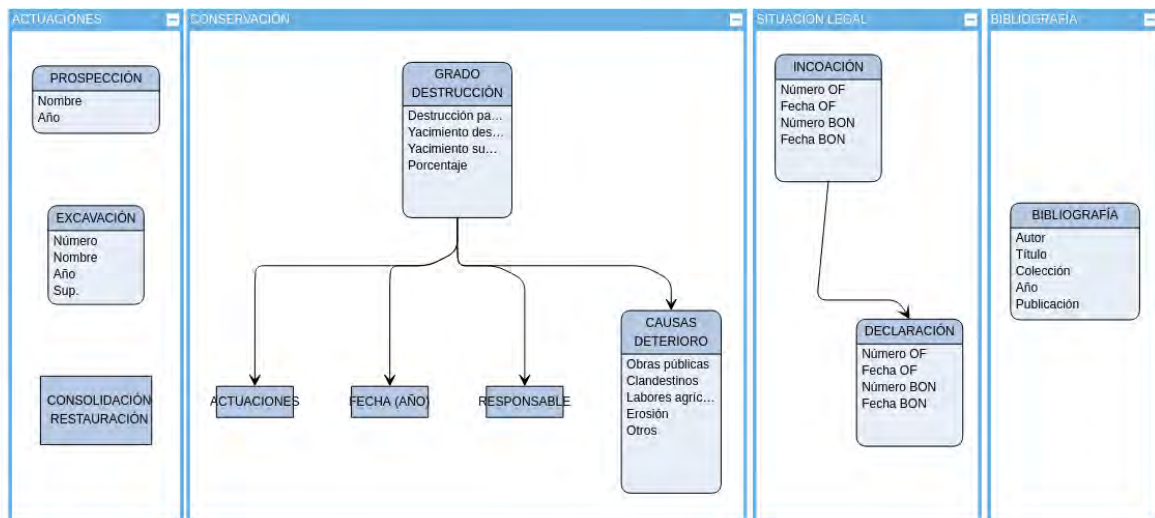 ACTUACIONES
PROSPECCIÓN
Nombre
Año
EXCAVACIÓN
Número
Nombre
Año
Sup.
CONSOLIDACIÓN
RESTAURACIÓN
CONSERVACIÓN
GRADO
DESTRUCCIÓN
Destrucción pa...
Yacimiento des...
Yacimiento su...
Porcentaje
ACTUACIONES
FECHA (AÑO)
RESPONSABLE
CAUSAS
DETERIORO
Obras públicas
Clandestinos
Labores agríc...
Erosión
Otros
SITUACION LEGAL
INCOACIÓN
Número OF
Fecha OF
Número BON
Fecha BON
DECLARACIÓN
Número OF
Fecha OF
Número BON
Fecha BON
BIBLIOGRAFÍA
BIBLIOGRAFÍA
Autor
Título
Colección
Año
Publicación